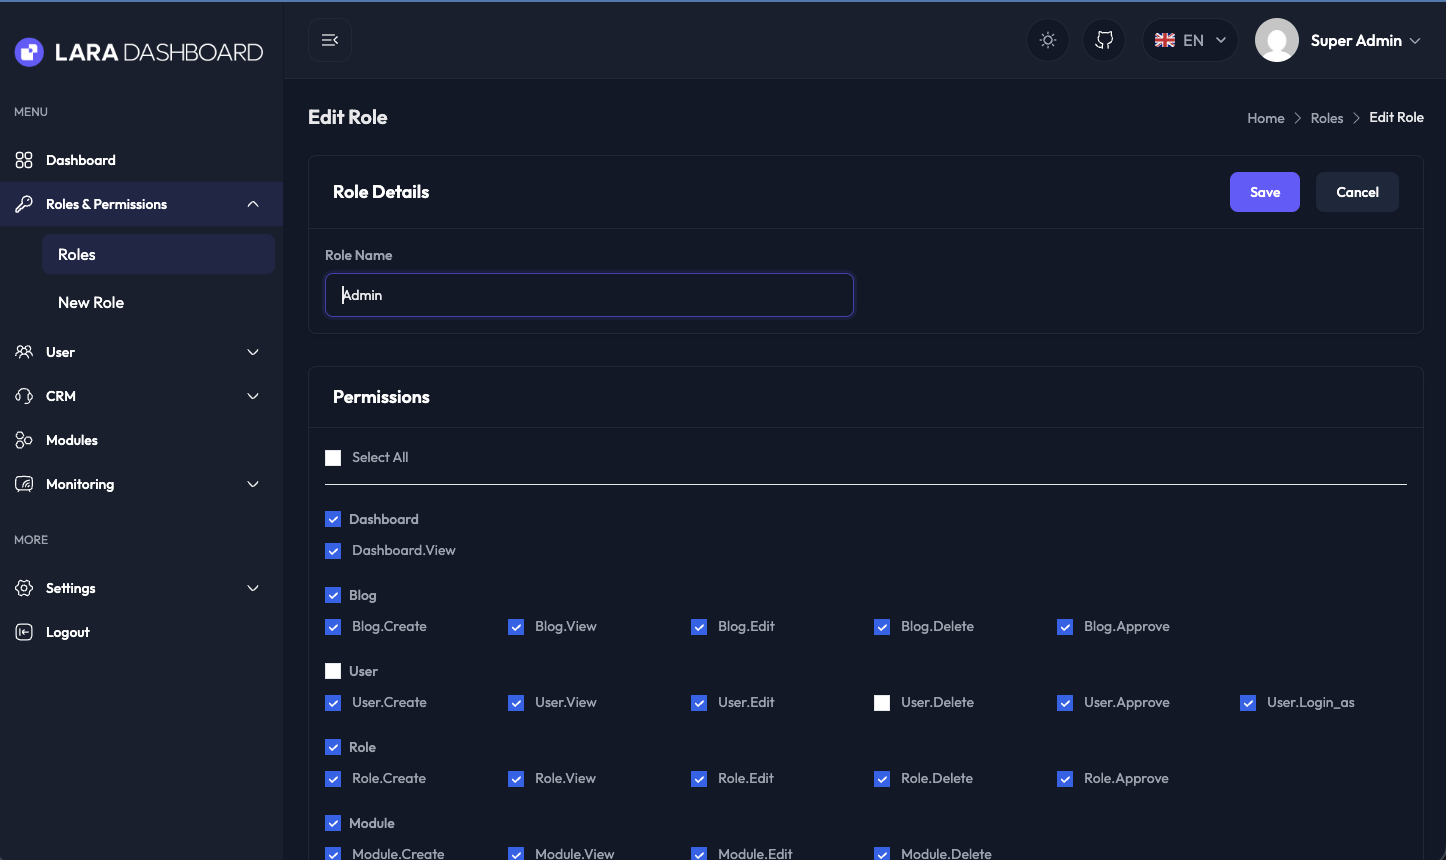 LARA DASHBOARD
EN
Super Admin
MENU
Dashboard
Roles & Permissions
Roles
New Role
User
CRM
Modules
Monitoring
MORE
Settings
Logout
Edit Role
Home
Roles
Edit Role
Role Details
Save
Cancel
Role Name
Admin
Permissions
Select All
Dashboard
Dashboard.View
Blog
Blog.Create Blog.View Blog.Edit Blog.Delete Blog.Approve
User
User.Create User.View User.Edit User.Delete User.Approve User.Login_as
Role
Role.Create Role.View Role.Edit Role.Delete Role.Approve
Module
Module.Create Module.View Module.Edit Module.Delete